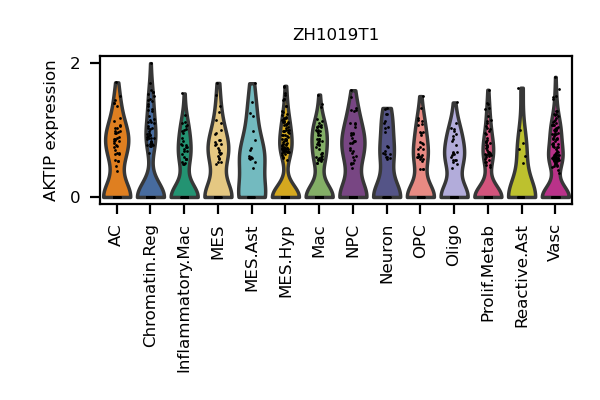 ZH1019T1
AKTIP expression
2
0
AC
Chromatin.Reg
Inflammatory.Mac
MES
MES.Ast
MES.Hyp
Mac
NPC
Neuron
OPC
Oligo
Prolif.Metab
Reactive.Ast
Vasc